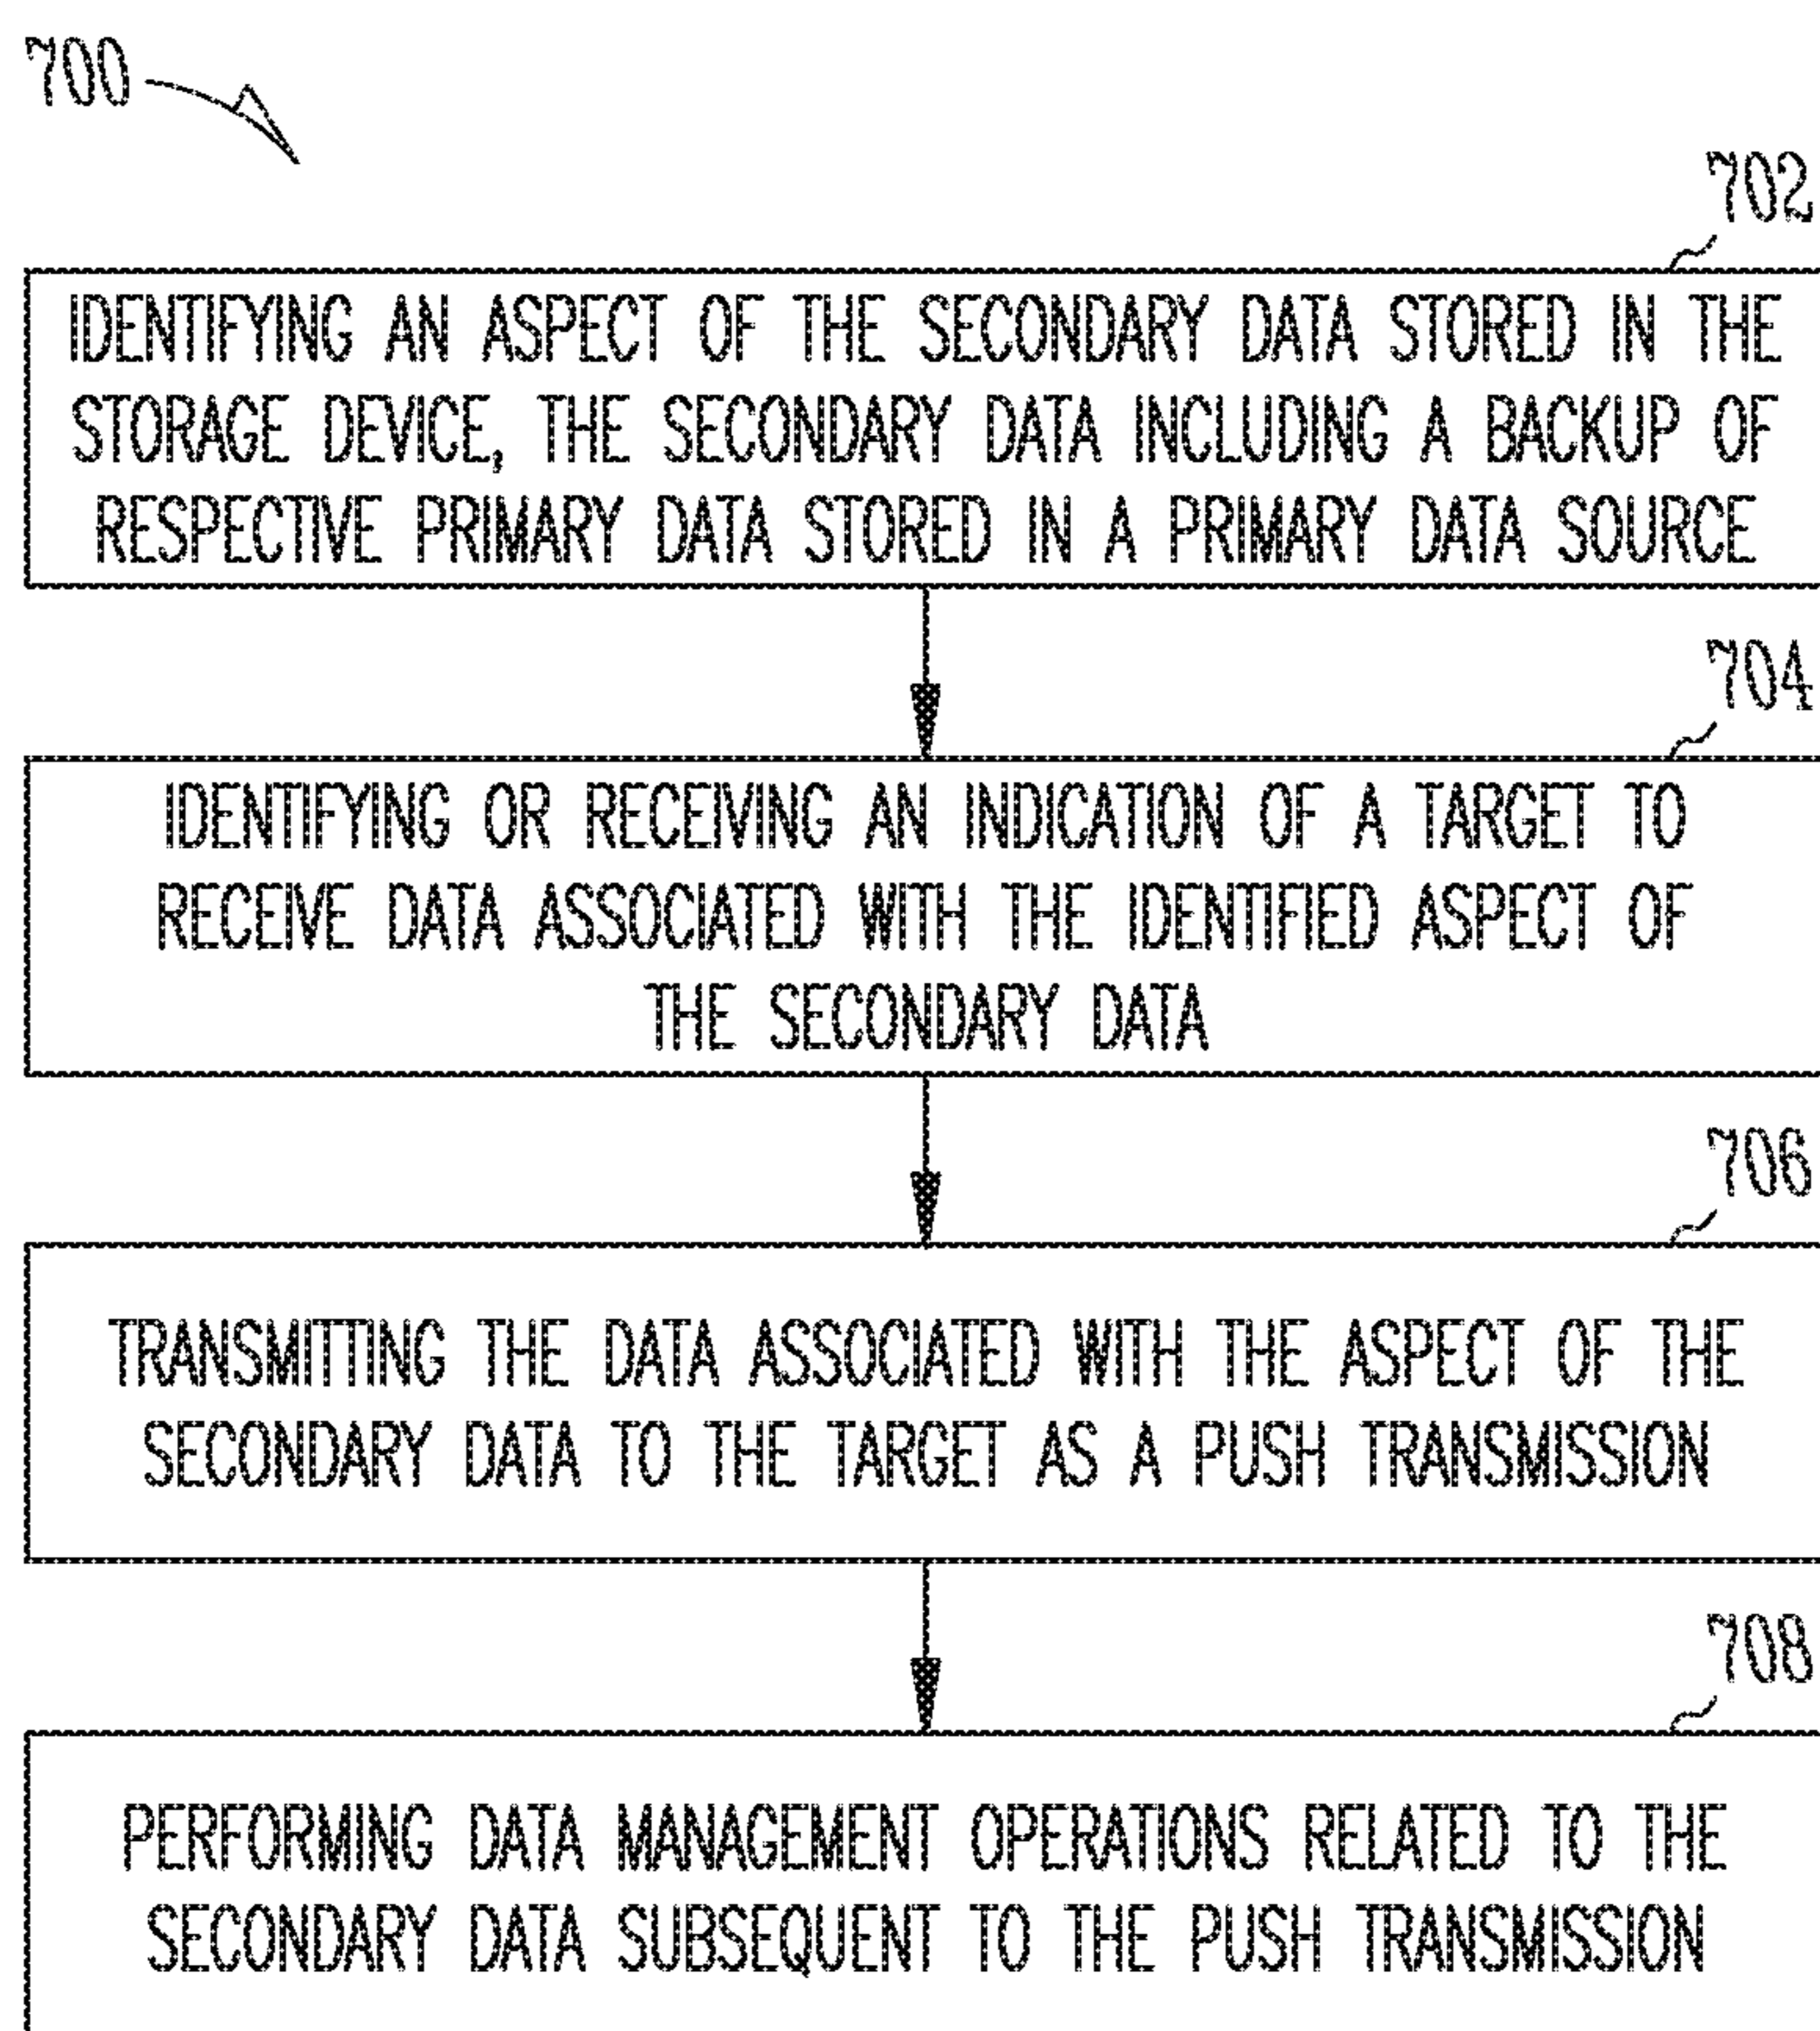 700
702
IDENTIFYING AN ASPECT OF THE SECONDARY DATA STORED IN THE
STORAGE DEVICE, THE SECONDARY DATA INCLUDING A BACKUP OF
RESPECTIVE PRIMARY DATA STORED IN A PRIMARY DATA SOURCE
704
IDENTIFYING OR RECEIVING AN INDICATION OF A TARGET TO
RECEIVE DATA ASSOCIATED WITH THE IDENTIFIED ASPECT OF
THE SECONDARY DATA
706
TRANSMITTING THE DATA ASSOCIATED WITH THE ASPECT OF THE
SECONDARY DATA TO THE TARGET AS A PUSH TRANSMISSION
708
PERFORMING DATA MANAGEMENT OPERATIONS RELATED TO THE
SECONDARY DATA SUBSEQUENT TO THE PUSH TRANSMISSION